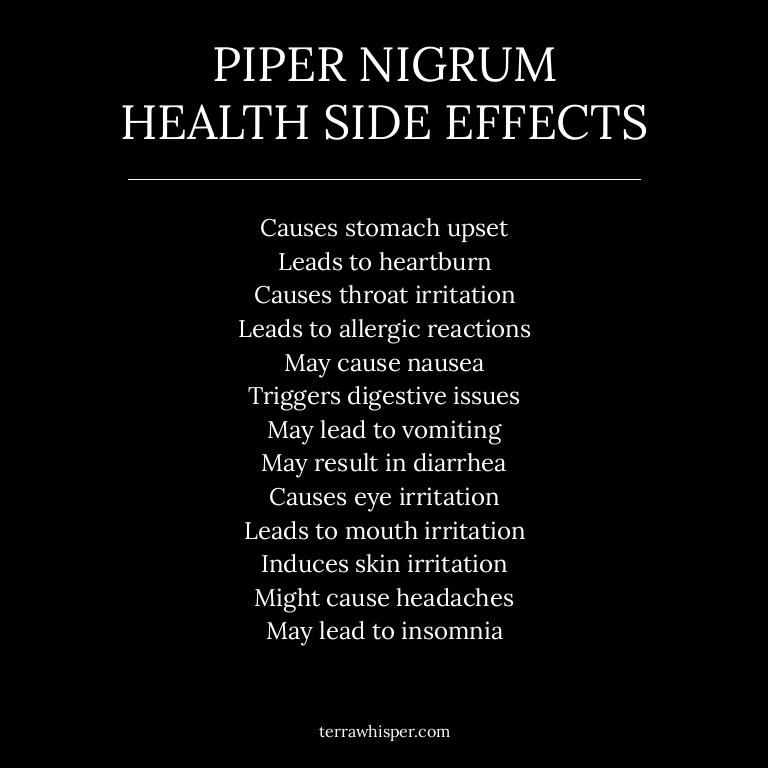 PIPER NIGRUM
HEALTH SIDE EFFECTS
Causes stomach upset
Leads to heartburn
Causes throat irritation
Leads to allergic reactions
May cause nausea
Triggers digestive issues
May lead to vomiting
May result in diarrhea
Causes eye irritation
Leads to mouth irritation
Induces skin irritation
Might cause headaches
May lead to insomnia
terrawhisper.com